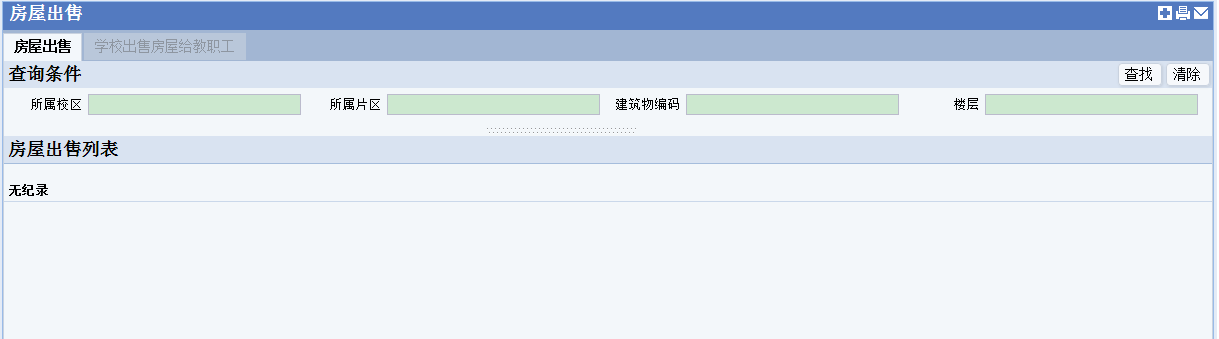 房屋出售
房屋出售 学校出售房屋给教职工
查询条件 查找 清除
所属校区 所属片区 建筑物编码 楼层
房屋出售列表
无纪录